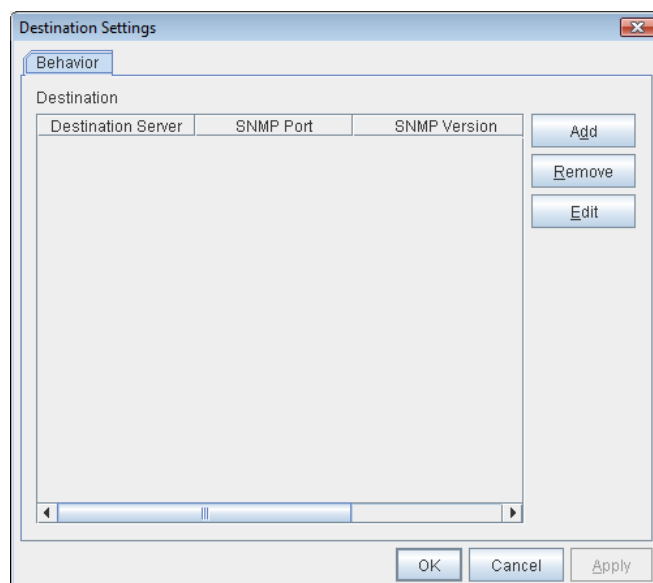 Destination Settings
Behavior
Destination
Destination Server SNMP Port SNMP Version
Add
Remove
Edit
OK Cancel Apply